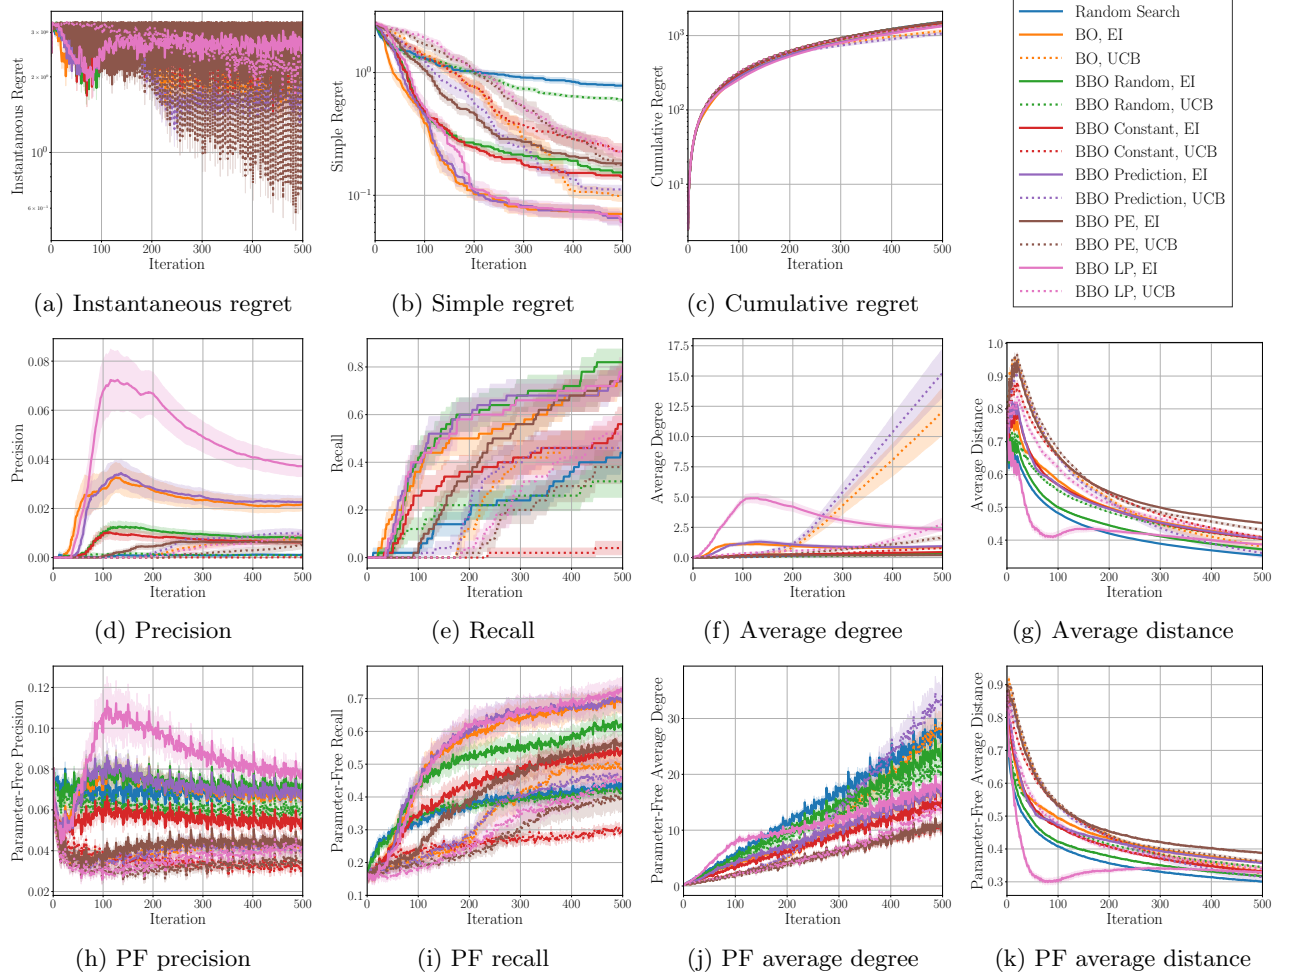 Instantaneous Regret
3 × 10⁰
2 × 10⁰
10⁰
6 × 10⁻¹
0 100 200 300 400 500
Iteration
(a) Instantaneous regret
Simple Regret
10⁰
10⁻¹
0 100 200 300 400 500
Iteration
(b) Simple regret
Cumulative Regret
10³
10²
10¹
0 100 200 300 400 500
Iteration
(c) Cumulative regret
Random Search
BO, EI
BO, UCB
BBO Random, EI
BBO Random, UCB
BBO Constant, EI
BBO Constant, UCB
BBO Prediction, EI
BBO Prediction, UCB
BBO PE, EI
BBO PE, UCB
BBO LP, EI
BBO LP, UCB
Precision
0.08
0.06
0.04
0.02
0.00
0 100 200 300 400 500
Iteration
(d) Precision
Recall
0.8
0.6
0.4
0.2
0.0
0 100 200 300 400 500
Iteration
(e) Recall
Average Degree
17.5
15.0
12.5
10.0
7.5
5.0
2.5
0.0
0 100 200 300 400 500
Iteration
(f) Average degree
Average Distance
1.0
0.9
0.8
0.7
0.6
0.5
0.4
0 100 200 300 400 500
Iteration
(g) Average distance
Parameter-Free Precision
0.12
0.10
0.08
0.06
0.04
0.02
0 100 200 300 400 500
Iteration
(h) PF precision
Parameter-Free Recall
0.7
0.6
0.5
0.4
0.3
0.2
0.1
0 100 200 300 400 500
Iteration
(i) PF recall
Parameter-Free Average Degree
30
20
10
0
0 100 200 300 400 500
Iteration
(j) PF average degree
Parameter-Free Average Distance
0.9
0.8
0.7
0.6
0.5
0.4
0.3
0 100 200 300 400 500
Iteration
(k) PF average distance